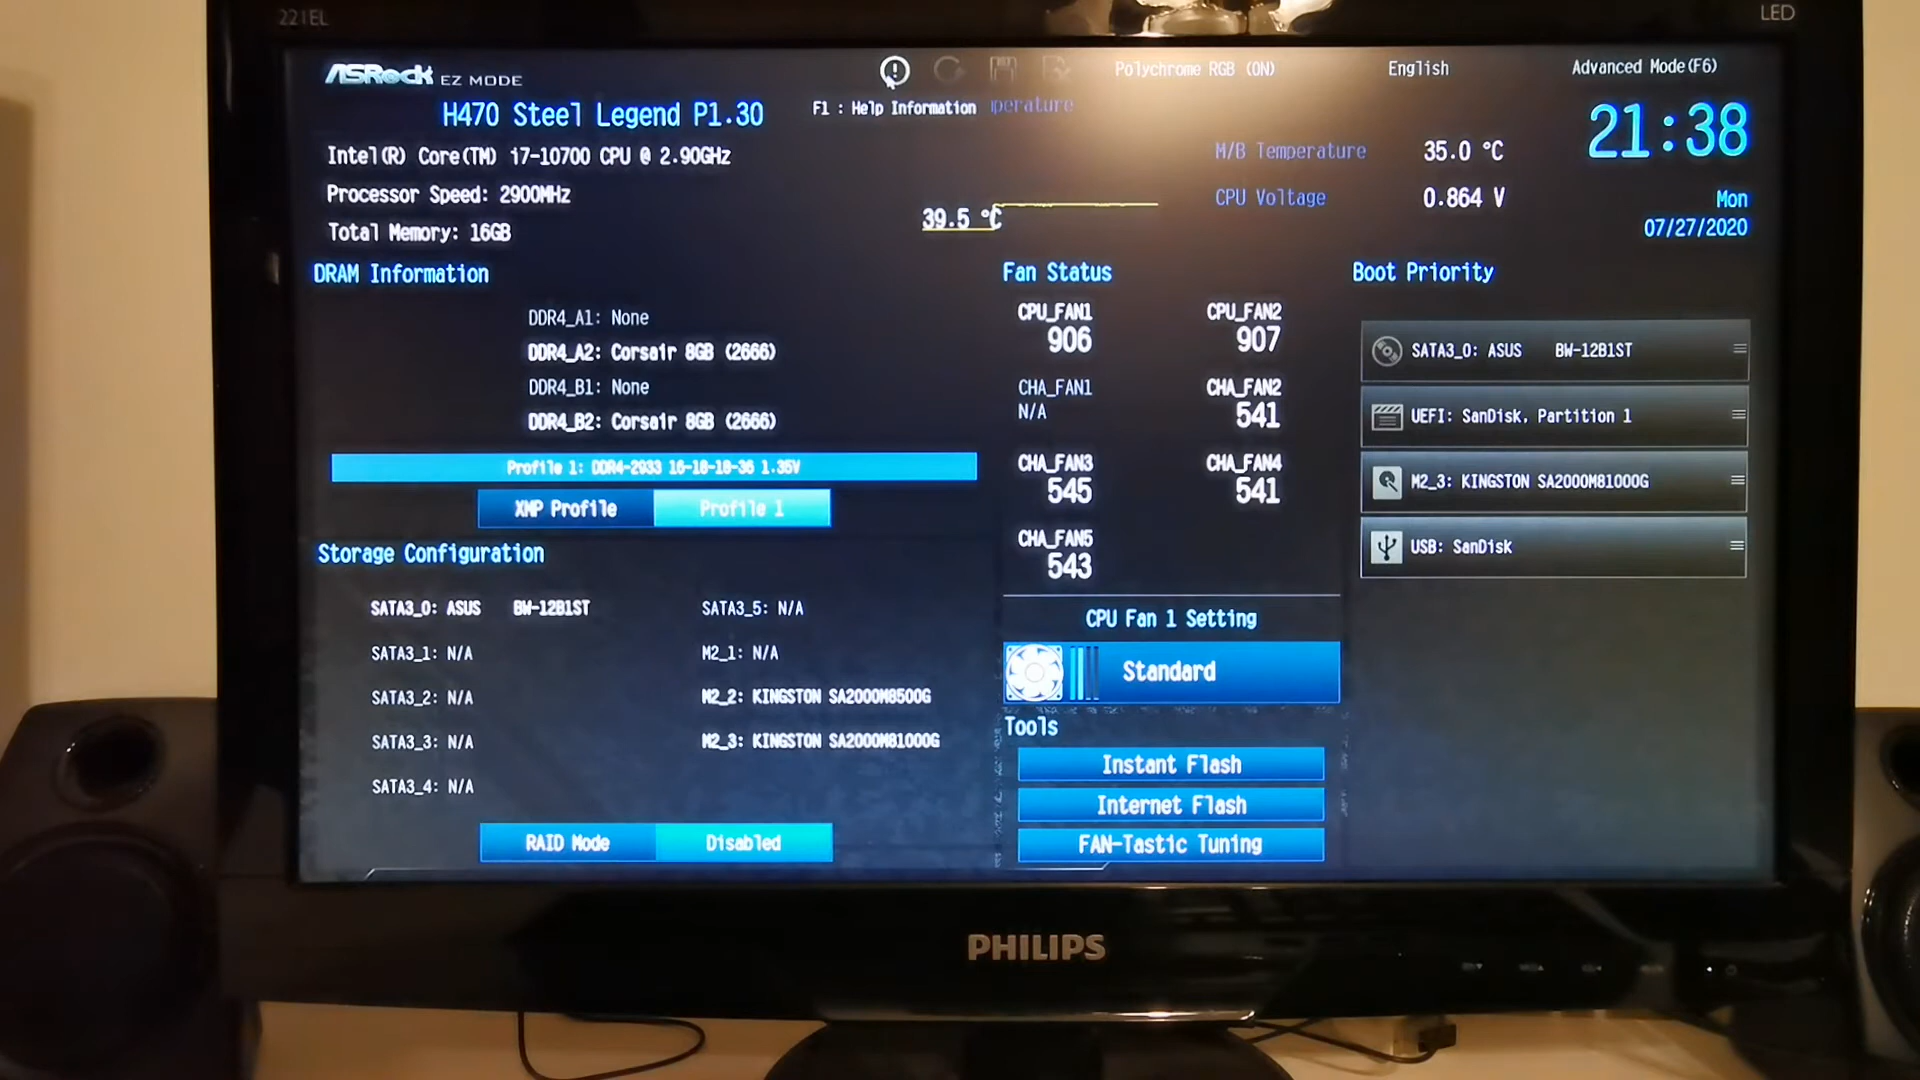 221EL
LED
ASRock EZ MODE
Polychrome RGB (ON)
English
Advanced Mode(F6)
H470 Steel Legend P1.30
F1 : Help Information
perature
21:38
Intel(R) Core(TM) i7-10700 CPU @ 2.90GHz
M/B Temperature 35.0 °C
Processor Speed: 2900MHz
CPU Voltage 0.864 V
Mon
39.5 °C
07/27/2020
Total Memory: 16GB
DRAM Information
DDR4_A1: None
DDR4_A2: Corsair 8GB (2666)
DDR4_B1: None
DDR4_B2: Corsair 8GB (2666)
Profile 1: DDR4-2933 16-18-18-36 1.35V
XMP Profile Profile 1
Storage Configuration
SATA3_0: ASUS BW-12B1ST
SATA3_1: N/A
SATA3_2: N/A
SATA3_3: N/A
SATA3_4: N/A
SATA3_5: N/A
M2_1: N/A
M2_2: KINGSTON SA2000M8500G
M2_3: KINGSTON SA2000M81000G
RAID Mode Disabled
Fan Status
CPU_FAN1
906
CPU_FAN2
907
CHA_FAN1
N/A
CHA_FAN2
541
CHA_FAN3
545
CHA_FAN4
541
CHA_FAN5
543
CPU Fan 1 Setting
Standard
Tools
Instant Flash
Internet Flash
FAN-Tastic Tuning
Boot Priority
SATA3_0: ASUS BW-12B1ST
UEFI: SanDisk, Partition 1
M2_3: KINGSTON SA2000M81000G
USB: SanDisk
PHILIPS